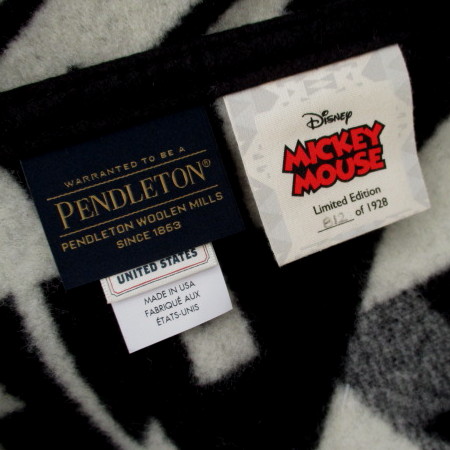 WARRANTED TO BE A
PENDLETON®
PENDLETON WOOLEN MILLS
SINCE 1863
UNITED STATES
MADE IN USA
FABRIQUÉ AUX
ÉTATS-UNIS
Disney
MICKEY
MOUSE
Limited Edition
812 of 1928